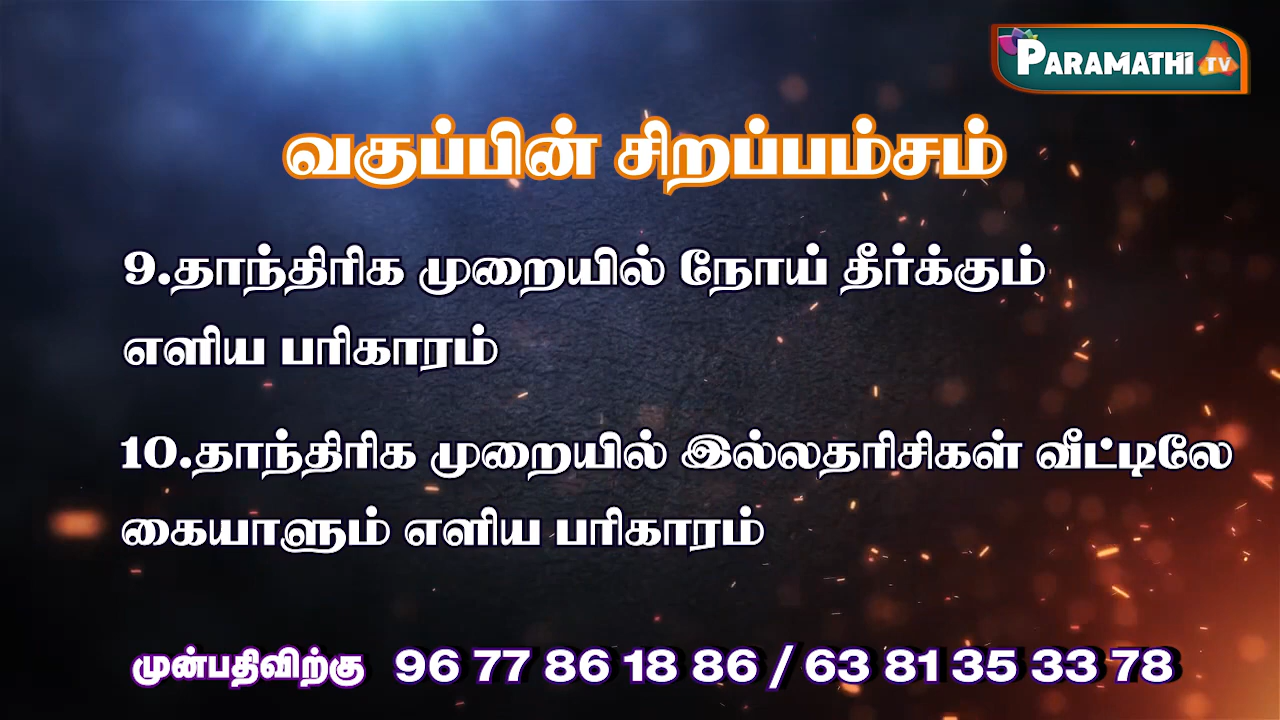 PARAMATHI TV
வகுப்பின் சிறப்பம்சம்
9.தாந்திரிக முறையில் நோய் தீர்க்கும்
எளிய பரிகாரம்
10.தாந்திரிக முறையில் இல்லதரிசிகள் வீட்டிலே
கையாளும் எளிய பரிகாரம்
முன்பதிவிற்கு 96 77 86 18 86 / 63 81 35 33 78